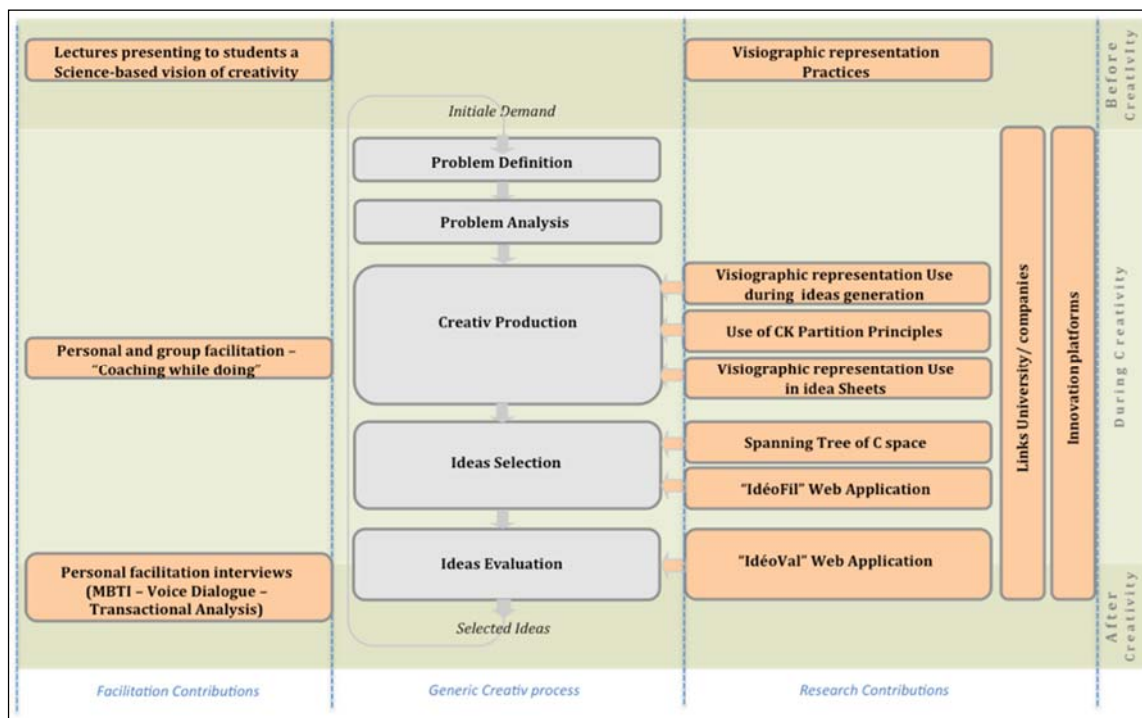 Lectures presenting to students a
Science-based vision of creativity
Visiographic representation
Practices
Before
Creativity
Initiale Demand
Problem Definition
Problem Analysis
Creativ Production
Visiographic representation Use
during ideas generation
Use of CK Partition Principles
Visiographic representation Use
in idea Sheets
Personal and group facilitation –
"Coaching while doing"
Ideas Selection
Spanning Tree of C space
"IdéoFil" Web Application
Ideas Evaluation
"IdéoVal" Web Application
Links University/ companies
Innovation platforms
During Creativity
Personal facilitation interviews
(MBTI – Voice Dialogue –
Transactional Analysis)
Selected Ideas
After
Creativity
Facilitation Contributions
Generic Creativ process
Research Contributions